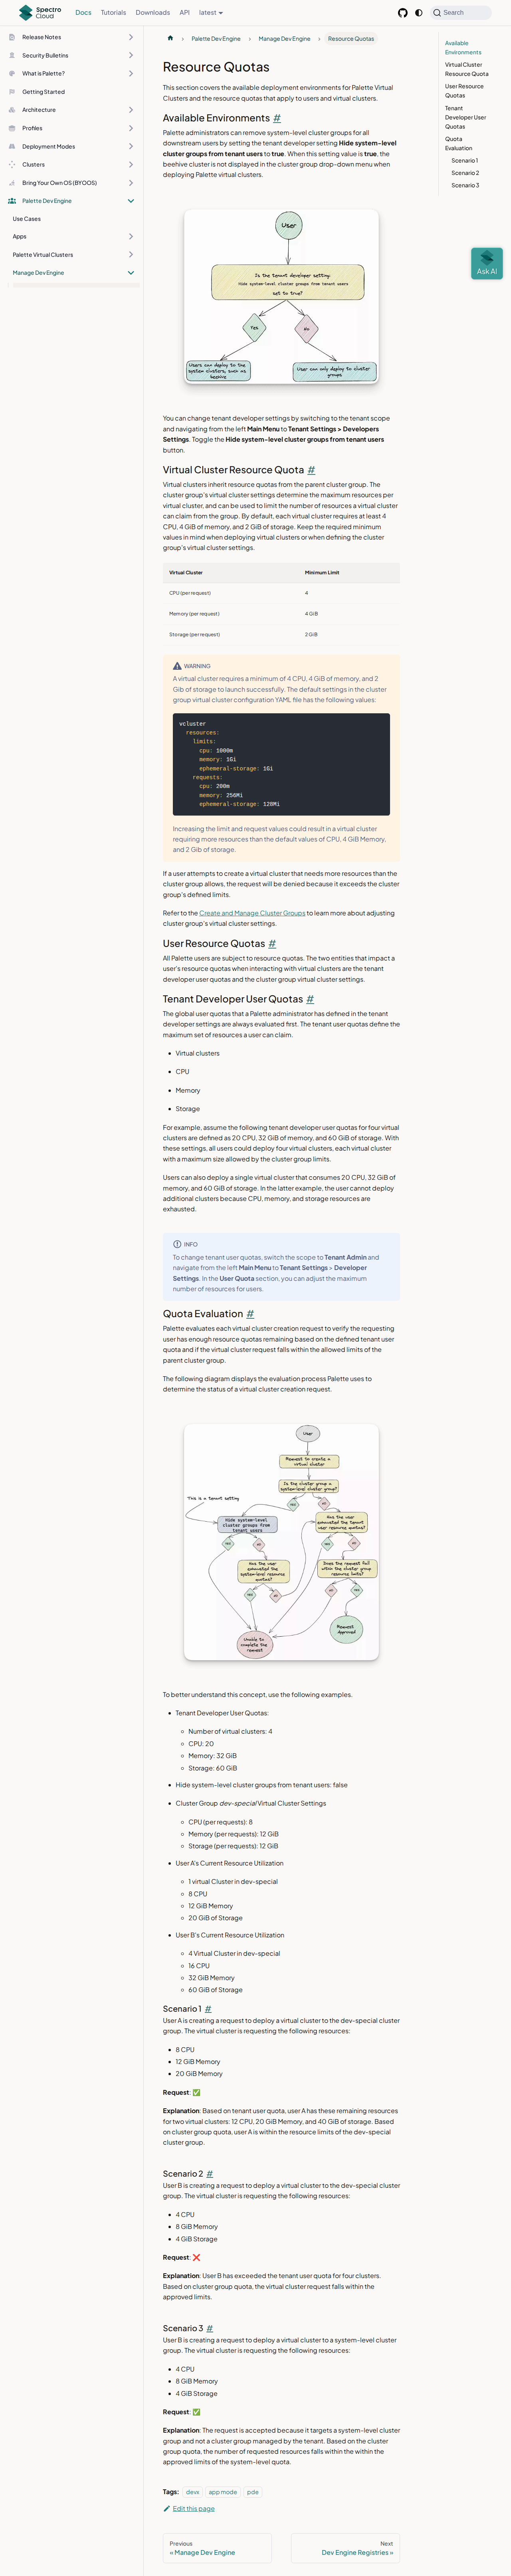 Spectro Cloud
Docs
Tutorials
Downloads
API
latest
Search
Release Notes
Security Bulletins
What is Palette?
Getting Started
Architecture
Profiles
Deployment Modes
Clusters
Bring Your Own OS (BYOOS)
Palette Dev Engine
Use Cases
Apps
Palette Virtual Clusters
Manage Dev Engine
Palette Dev Engine
Manage Dev Engine
Resource Quotas
Available Environments
Virtual Cluster Resource Quota
User Resource Quotas
Tenant Developer User Quotas
Quota Evaluation
Scenario 1
Scenario 2
Scenario 3
Ask AI
Resource Quotas
This section covers the available deployment environments for Palette Virtual
Clusters and the resource quotas that apply to users and virtual clusters.
Available Environments #
Palette administrators can remove system-level cluster groups for all
downstream users by setting the tenant developer setting Hide system-level
cluster groups from tenant users to true. When this setting value is true, the
beehive cluster is not displayed in the cluster group drop-down menu when
deploying Palette virtual clusters.
User
Is the tenant developer setting:
Hide system-level cluster groups from tenant users
set to true?
Yes
No
Users can deploy to the system clusters, such as beehive
User can only deploy to cluster groups
You can change tenant developer settings by switching to the tenant scope
and navigating from the left Main Menu to Tenant Settings > Developers
Settings. Toggle the Hide system-level cluster groups from tenant users
button.
Virtual Cluster Resource Quota #
Virtual clusters inherit resource quotas from the parent cluster group. The
cluster group's virtual cluster settings determine the maximum resources per
virtual cluster, and can be used to limit the number of resources a virtual cluster
can claim from the group. By default, each virtual cluster requires at least 4
CPU, 4 GiB of memory, and 2 GiB of storage. Keep the required minimum
values in mind when deploying virtual clusters or when defining the cluster
group's virtual cluster settings.
Virtual Cluster Minimum Limit
CPU (per request) 4
Memory (per request) 4 GiB
Storage (per request) 2 GiB
WARNING
A virtual cluster requires a minimum of 4 CPU, 4 GiB of memory, and 2
Gib of storage to launch successfully. The default settings in the cluster
group virtual cluster configuration YAML file has the following values:
vcluster
resources:
limits:
cpu: 1000m
memory: 1Gi
ephemeral-storage: 1Gi
requests:
cpu: 200m
memory: 256Mi
ephemeral-storage: 128Mi
Increasing the limit and request values could result in a virtual cluster
requiring more resources than the default values of CPU, 4 GiB Memory,
and 2 Gib of storage.
If a user attempts to create a virtual cluster that needs more resources than the
cluster group allows, the request will be denied because it exceeds the cluster
group's defined limits.
Refer to the Create and Manage Cluster Groups to learn more about adjusting
cluster group's virtual cluster settings.
User Resource Quotas #
All Palette users are subject to resource quotas. The two entities that impact a
user's resource quotas when interacting with virtual clusters are the tenant
developer user quotas and the cluster group virtual cluster settings.
Tenant Developer User Quotas #
The global user quotas that a Palette administrator has defined in the tenant
developer settings are always evaluated first. The tenant user quotas define the
maximum set of resources a user can claim.
Virtual clusters
CPU
Memory
Storage
For example, assume the following tenant developer user quotas for four virtual
clusters are defined as 20 CPU, 32 GiB of memory, and 60 GiB of storage. With
these settings, all users could deploy four virtual clusters, each virtual cluster
with a maximum size allowed by the cluster group limits.
Users can also deploy a single virtual cluster that consumes 20 CPU, 32 GiB of
memory, and 60 GiB of storage. In the latter example, the user cannot deploy
additional clusters because CPU, memory, and storage resources are
exhausted.
INFO
To change tenant user quotas, switch the scope to Tenant Admin and
navigate from the left Main Menu to Tenant Settings > Developer
Settings. In the User Quota section, you can adjust the maximum
number of resources for users.
Quota Evaluation #
Palette evaluates each virtual cluster creation request to verify the requesting
user has enough resource quotas remaining based on the defined tenant user
quota and if the virtual cluster request falls within the allowed limits of the
parent cluster group.
The following diagram displays the evaluation process Palette uses to
determine the status of a virtual cluster creation request.
User
Request to create a virtual cluster
Is the cluster group a system-level cluster group?
This is a tenant setting
YES
NO
Hide system-level cluster groups from tenant users
Has the user exhausted the tenant user resource quotas?
YES
NO
YES
NO
Has the user exhausted the system-level resource quotas?
Does the request fall within the cluster group resource limits?
YES
NO
NO
YES
Unable to complete the request
Request Approved
To better understand this concept, use the following examples.
Tenant Developer User Quotas:
Number of virtual clusters: 4
CPU: 20
Memory: 32 GiB
Storage: 60 GiB
Hide system-level cluster groups from tenant users: false
Cluster Group dev-special Virtual Cluster Settings
CPU (per requests): 8
Memory (per requests): 12 GiB
Storage (per requests): 12 GiB
User A's Current Resource Utilization
1 virtual Cluster in dev-special
8 CPU
12 GiB Memory
20 GiB of Storage
User B's Current Resource Utilization
4 Virtual Cluster in dev-special
16 CPU
32 GiB Memory
60 GiB of Storage
Scenario 1 #
User A is creating a request to deploy a virtual cluster to the dev-special cluster
group. The virtual cluster is requesting the following resources:
8 CPU
12 GiB Memory
20 GiB Memory
Request: ✅
Explanation: Based on tenant user quota, user A has these remaining resources
for two virtual clusters: 12 CPU, 20 GiB Memory, and 40 GiB of storage. Based
on cluster group quota, user A is within the resource limits of the dev-special
cluster group.
Scenario 2 #
User B is creating a request to deploy a virtual cluster to the dev-special cluster
group. The virtual cluster is requesting the following resources:
4 CPU
8 GiB Memory
4 GiB Storage
Request: ❌
Explanation: User B has exceeded the tenant user quota for four clusters.
Based on cluster group quota, the virtual cluster request falls within the
approved limits.
Scenario 3 #
User B is creating a request to deploy a virtual cluster to a system-level cluster
group. The virtual cluster is requesting the following resources:
4 CPU
8 GiB Memory
4 GiB Storage
Request: ✅
Explanation: The request is accepted because it targets a system-level cluster
group and not a cluster group managed by the tenant. Based on the cluster
group quota, the number of requested resources falls within the within the
approved limits of the system-level quota.
Tags: devx app mode pde
Edit this page
Previous
« Manage Dev Engine
Next
Dev Engine Registries »